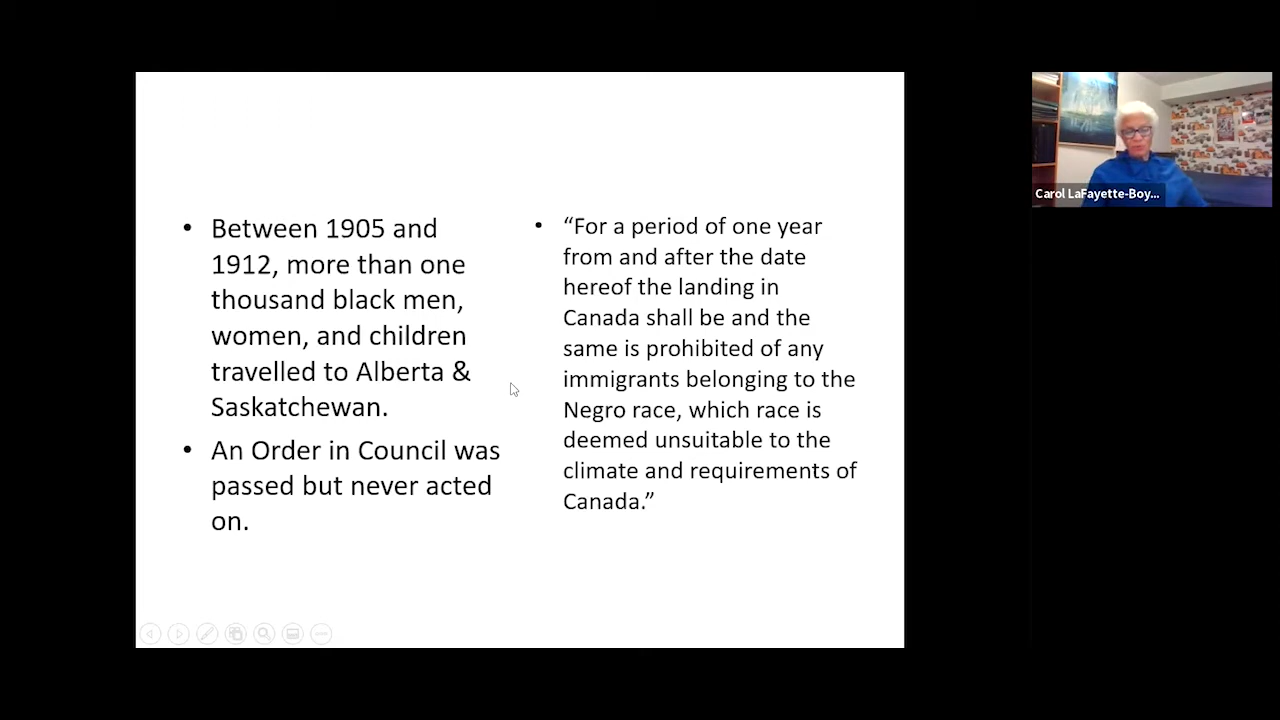 • Between 1905 and
1912, more than one
thousand black men,
women, and children
travelled to Alberta &
Saskatchewan.
• An Order in Council was
passed but never acted
on.
• “For a period of one year
from and after the date
hereof the landing in
Canada shall be and the
same is prohibited of any
immigrants belonging to the
Negro race, which race is
deemed unsuitable to the
climate and requirements of
Canada.”
Carol LaFayette-Boy...